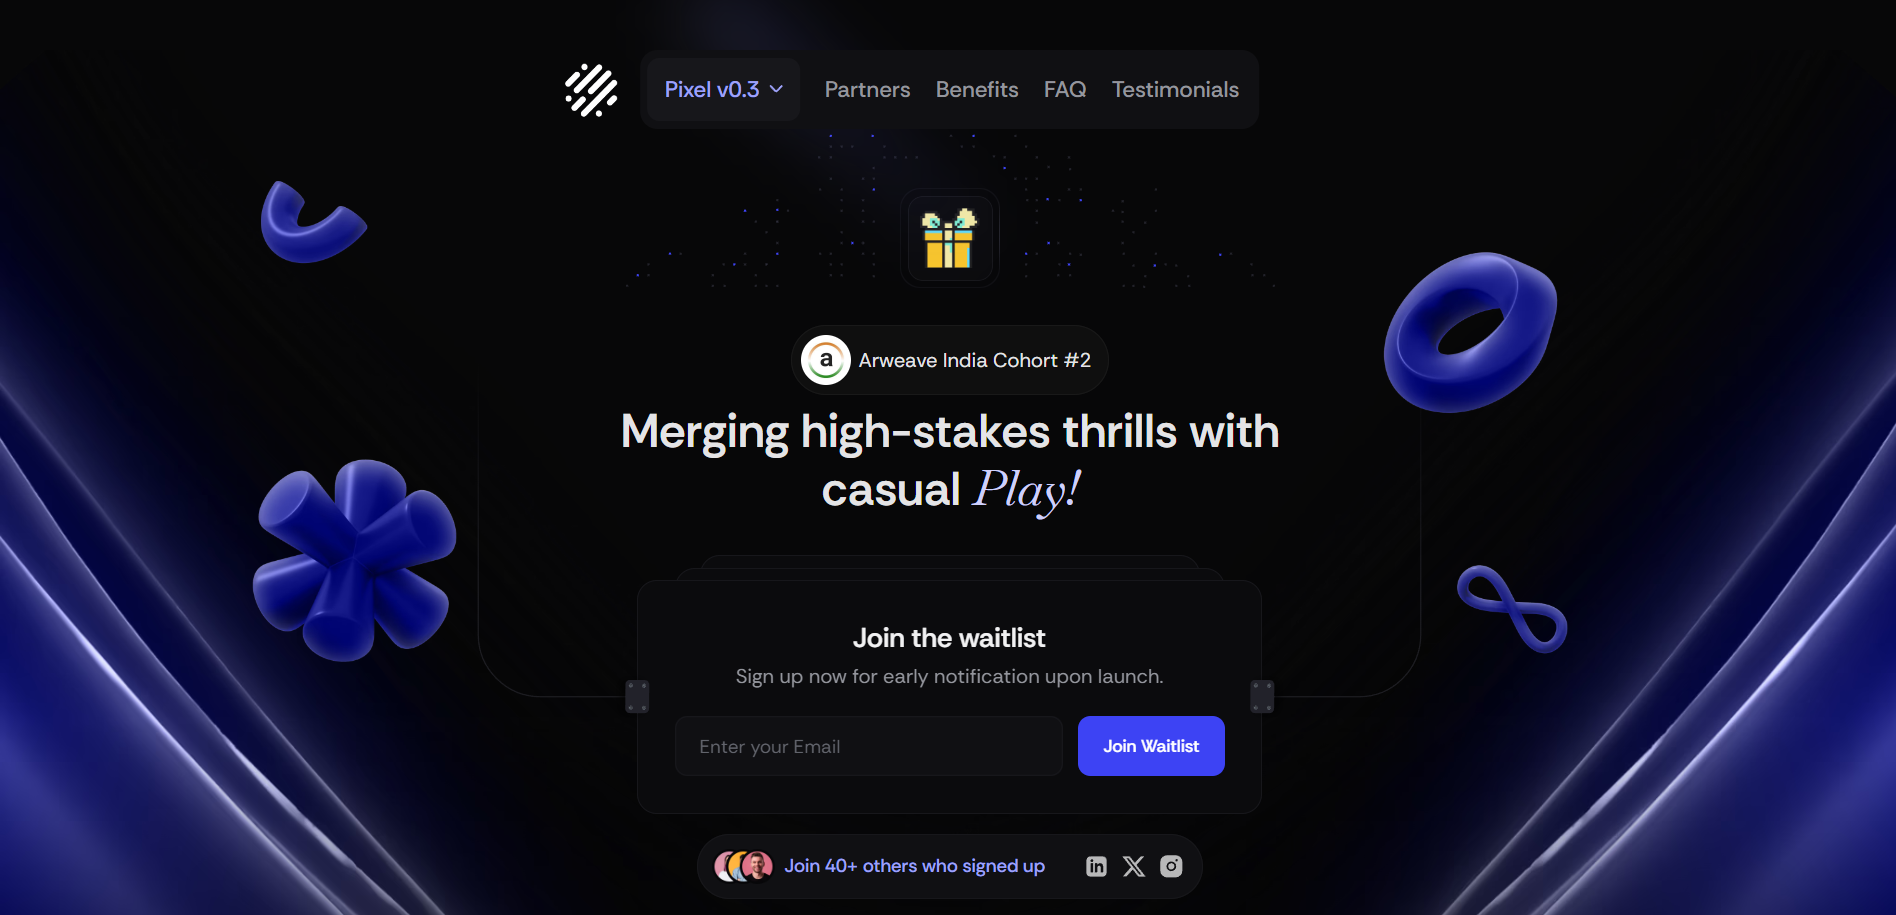 Pixel v0.3 Partners Benefits FAQ Testimonials
a Arweave India Cohort #2
Merging high-stakes thrills with
casual Play!
Join the waitlist
Sign up now for early notification upon launch.
Enter your Email Join Waitlist
Join 40+ others who signed up in X